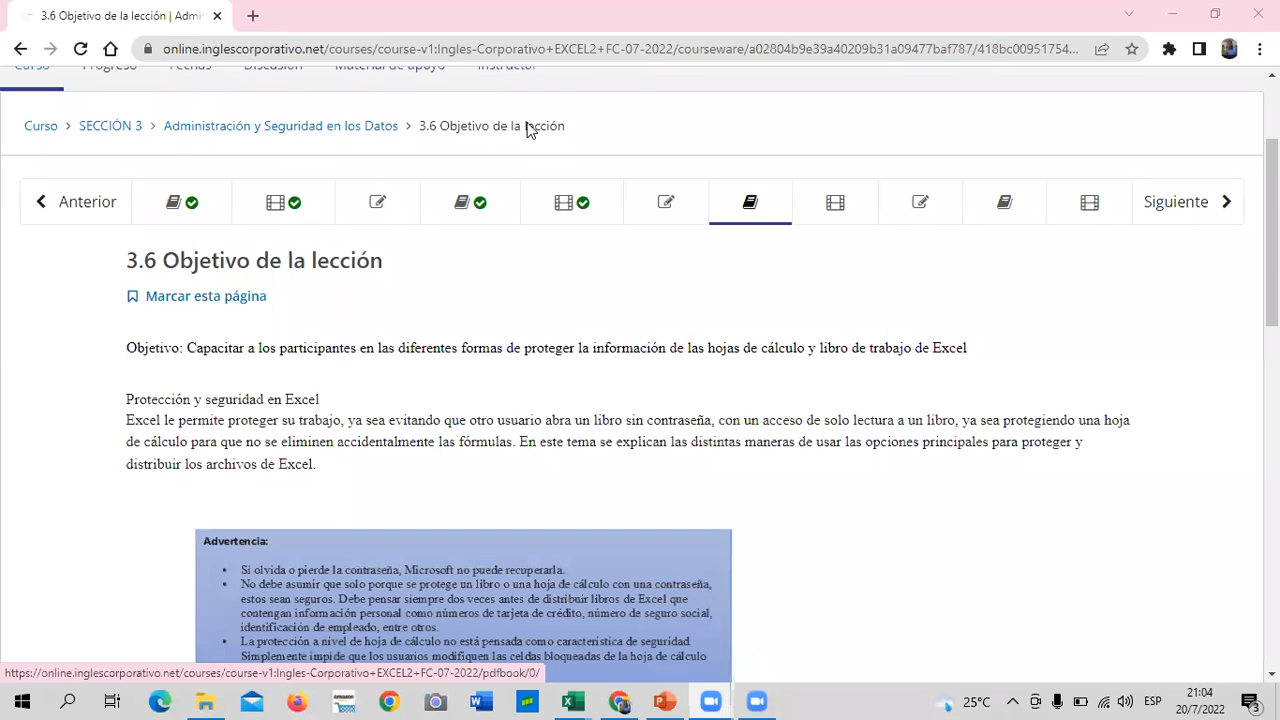 3.6 Objetivo de la lección | Admi
online.inglescorporativo.net/courses/course-v1:Ingles-Corporativo+EXCEL2+FC-07-2022/courseware/a02804b9e39a40209b31a09477baf787/418bc00951754...
Curso Progreso Fechas Discusión Material de apoyo Instructor
Curso > SECCIÓN 3 > Administración y Seguridad en los Datos > 3.6 Objetivo de la lección
Anterior Siguiente
3.6 Objetivo de la lección
Marcar esta página
Objetivo: Capacitar a los participantes en las diferentes formas de proteger la información de las hojas de cálculo y libro de trabajo de Excel
Protección y seguridad en Excel
Excel le permite proteger su trabajo, ya sea evitando que otro usuario abra un libro sin contraseña, con un acceso de solo lectura a un libro, ya sea protegiendo una hoja
de cálculo para que no se eliminen accidentalmente las fórmulas. En este tema se explican las distintas maneras de usar las opciones principales para proteger y
distribuir los archivos de Excel.
Advertencia:
• Si olvida o pierde la contraseña, Microsoft no puede recuperarla.
• No debe asumir que solo porque se protege un libro o una hoja de cálculo con una contraseña,
estos sean seguros. Debe pensar siempre dos veces antes de distribuir libros de Excel que
contengan información personal como números de tarjeta de crédito, número de seguro social,
identificación de empleado, entre otros.
• La protección a nivel de hoja de cálculo no está pensada como característica de seguridad.
Simplemente impide que los usuarios modifiquen las celdas bloqueadas de la hoja de cálculo
https://online.inglescorporativo.net/courses/course-v1:Ingles-Corporativo+EXCEL2+FC-07-2022/pdfbook/0/
25°C ESP 21:04
20/7/2022 3